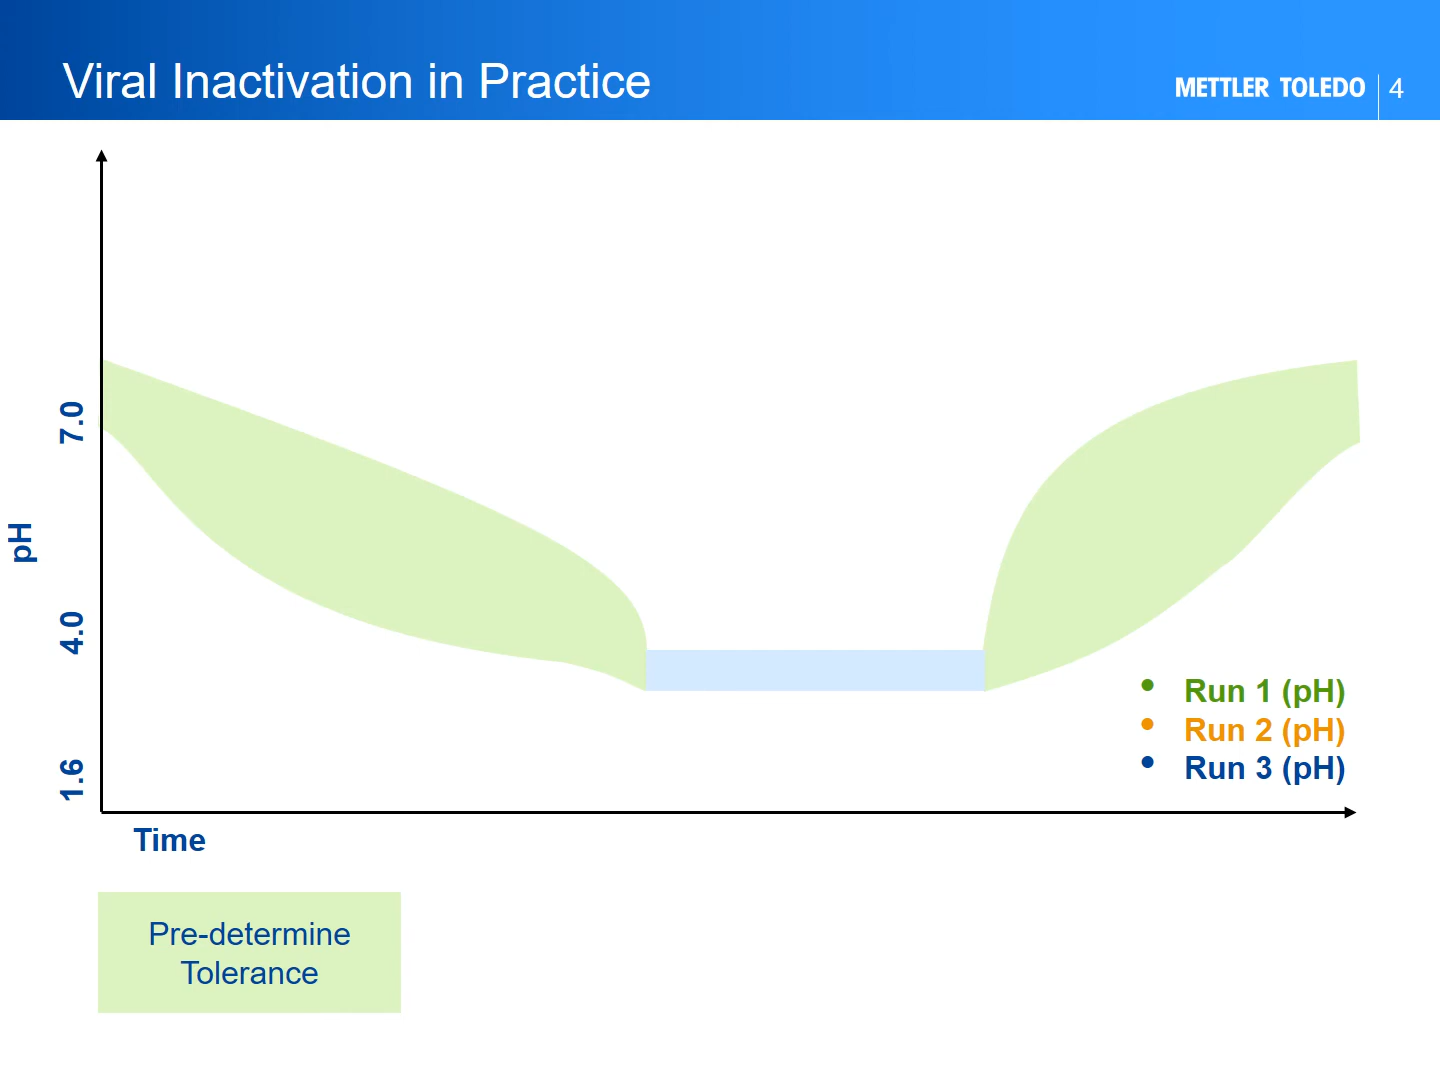 Viral Inactivation in Practice
METTLER TOLEDO
4
7.0
pH
4.0
1.6
Run 1 (pH)
Run 2 (pH)
Run 3 (pH)
Time
Pre-determine
Tolerance